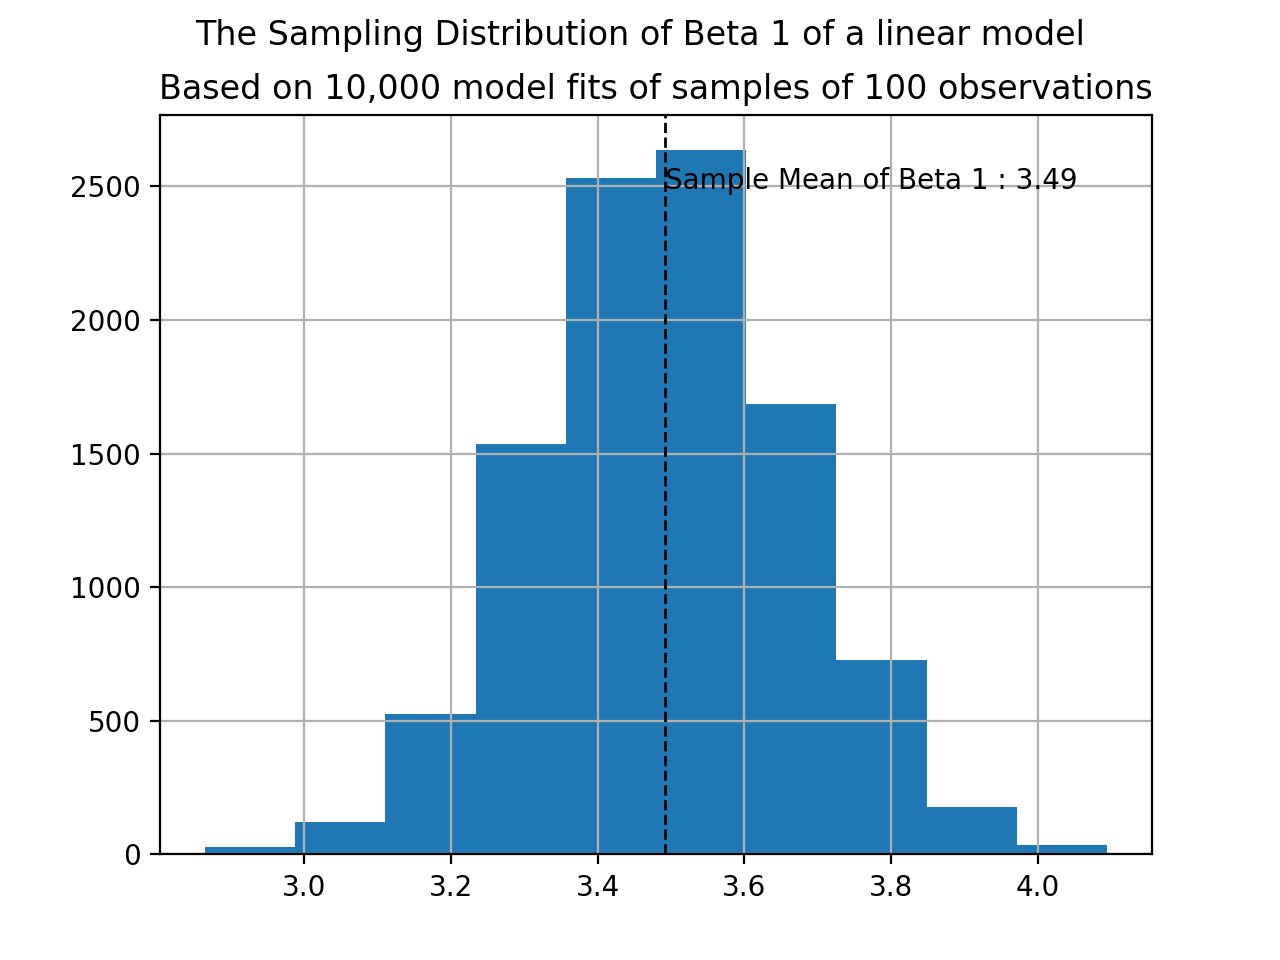 The Sampling Distribution of Beta 1 of a linear model
Based on 10,000 model fits of samples of 100 observations
Sample Mean of Beta 1 : 3.49
2500
2000
1500
1000
500
0
3.0 3.2 3.4 3.6 3.8 4.0